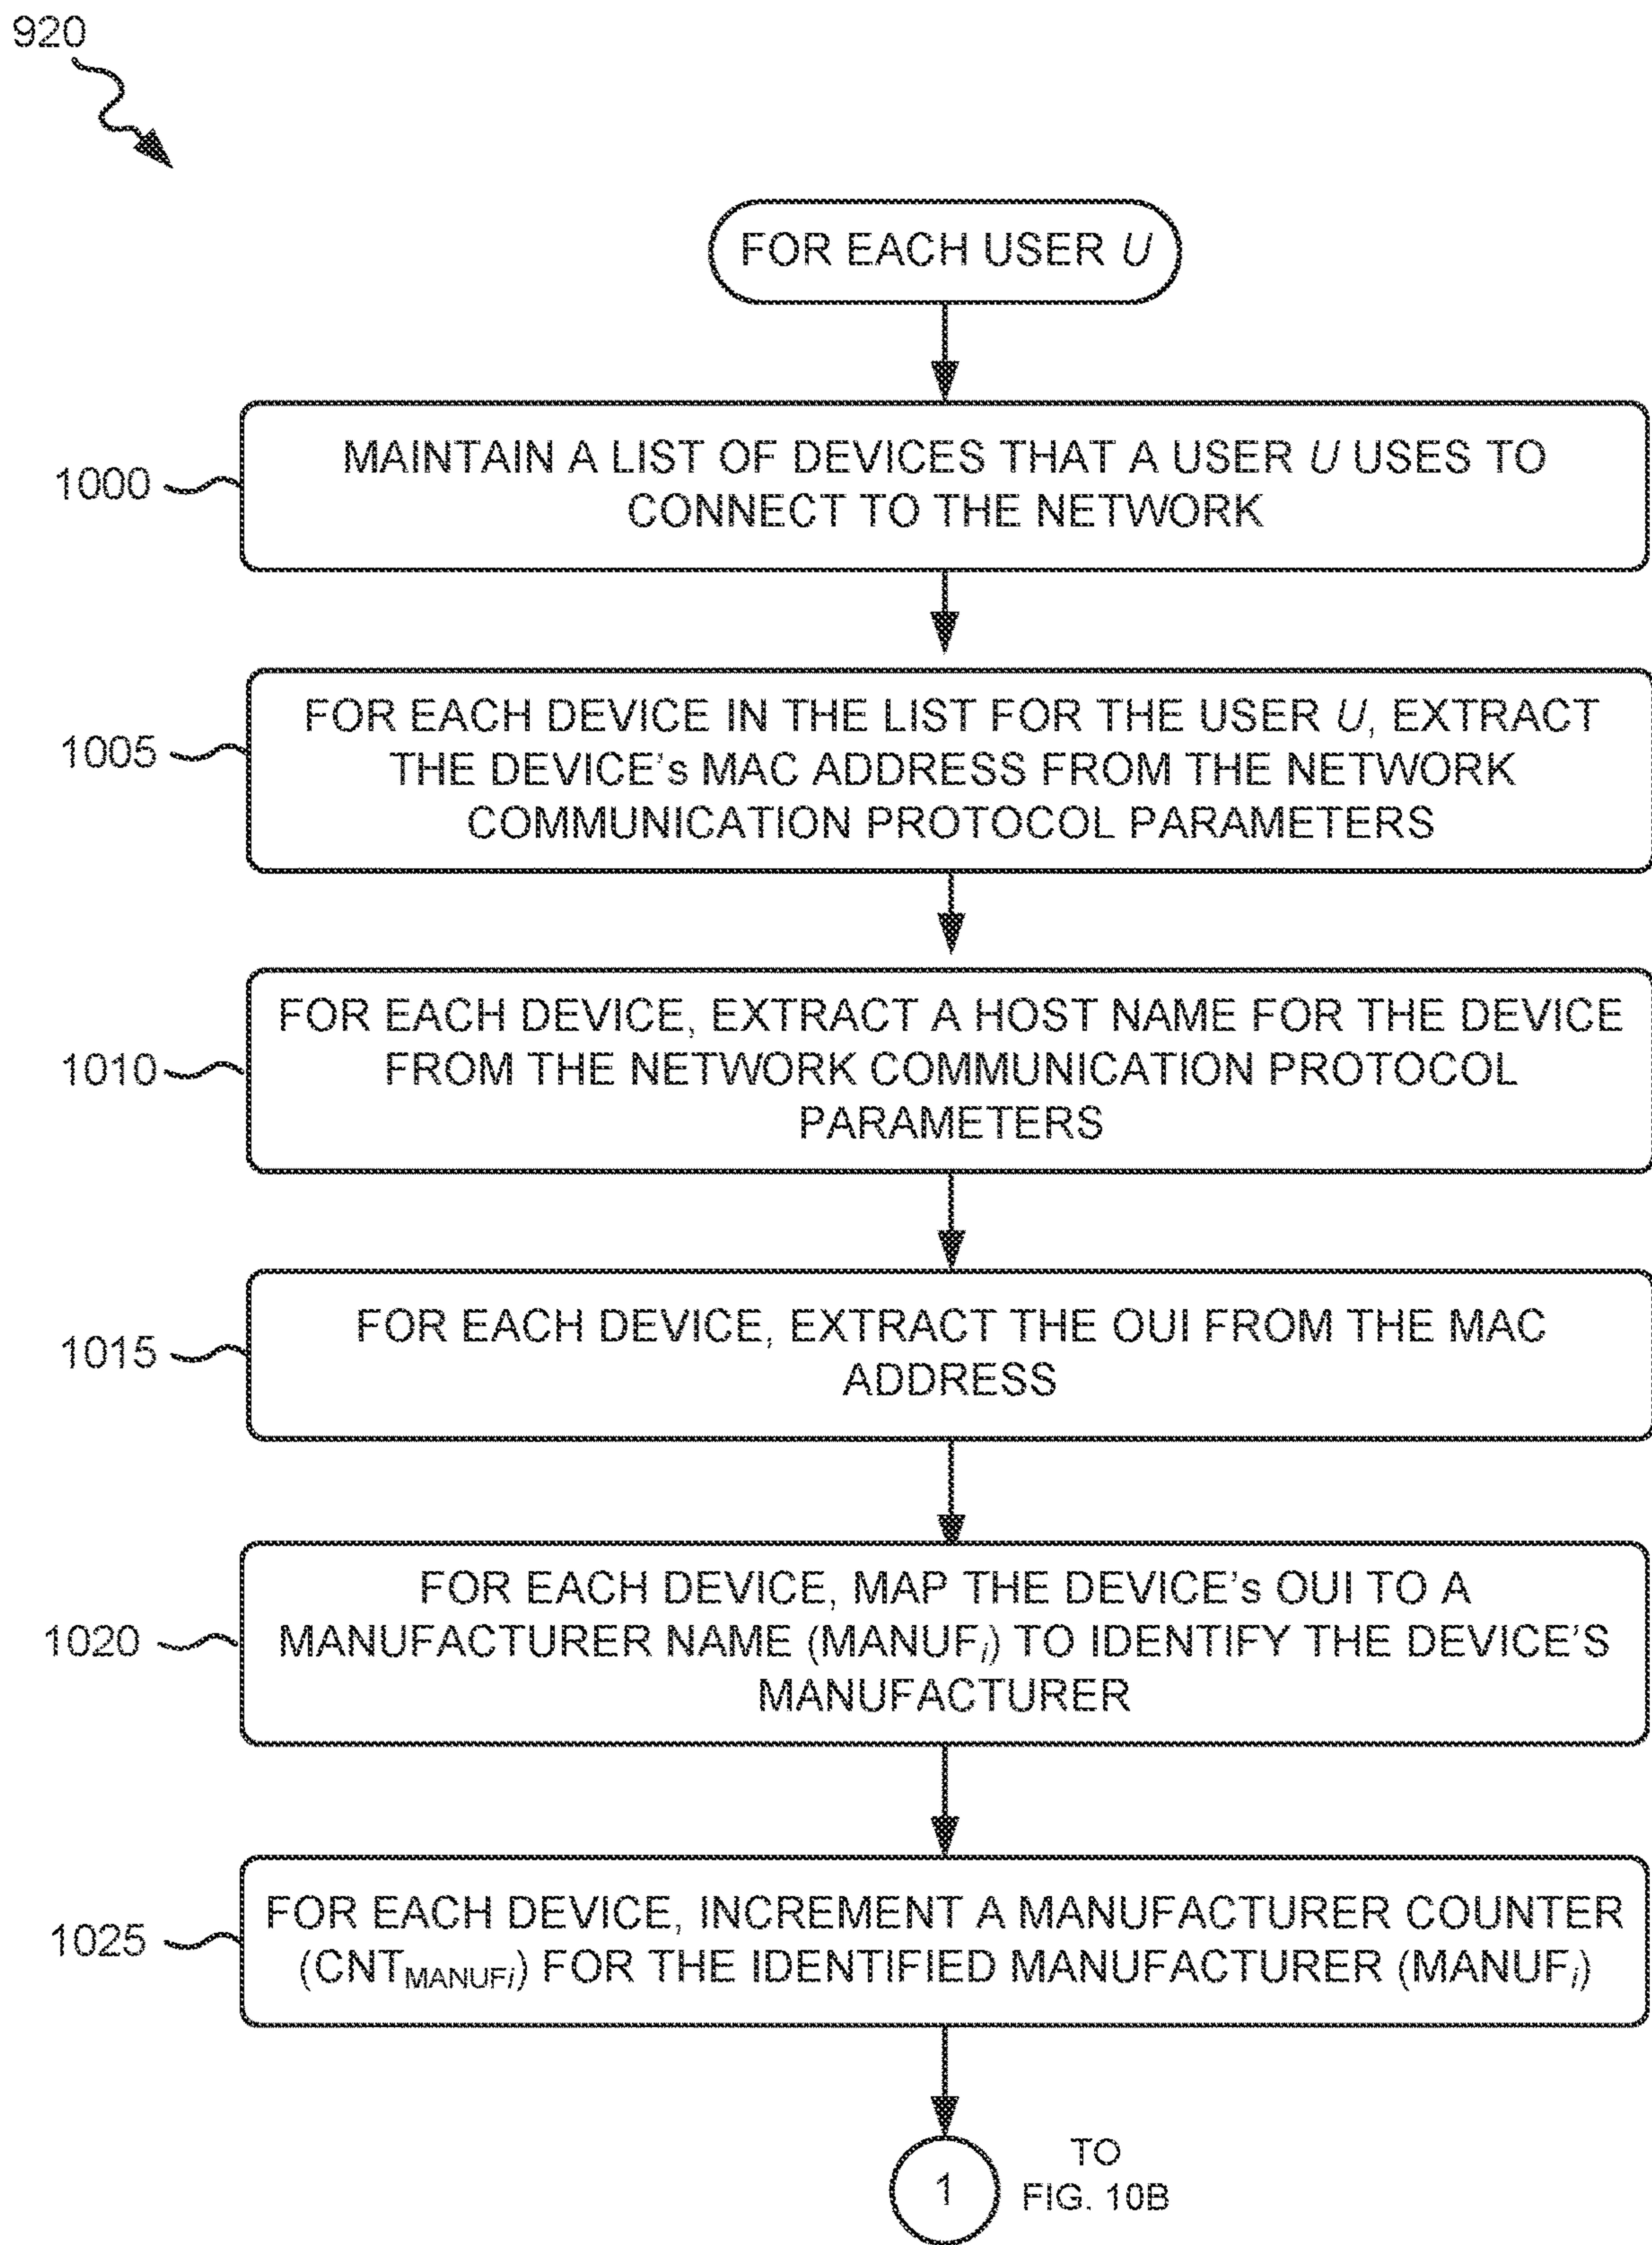 920
FOR EACH USER U
1000
MAINTAIN A LIST OF DEVICES THAT A USER U USES TO
CONNECT TO THE NETWORK
1005
FOR EACH DEVICE IN THE LIST FOR THE USER U, EXTRACT
THE DEVICE's MAC ADDRESS FROM THE NETWORK
COMMUNICATION PROTOCOL PARAMETERS
1010
FOR EACH DEVICE, EXTRACT A HOST NAME FOR THE DEVICE
FROM THE NETWORK COMMUNICATION PROTOCOL
PARAMETERS
1015
FOR EACH DEVICE, EXTRACT THE OUI FROM THE MAC
ADDRESS
1020
FOR EACH DEVICE, MAP THE DEVICE's OUI TO A
MANUFACTURER NAME (MANUFi) TO IDENTIFY THE DEVICE'S
MANUFACTURER
1025
FOR EACH DEVICE, INCREMENT A MANUFACTURER COUNTER
(CNTMANUFi) FOR THE IDENTIFIED MANUFACTURER (MANUFi)
1
TO
FIG. 10B